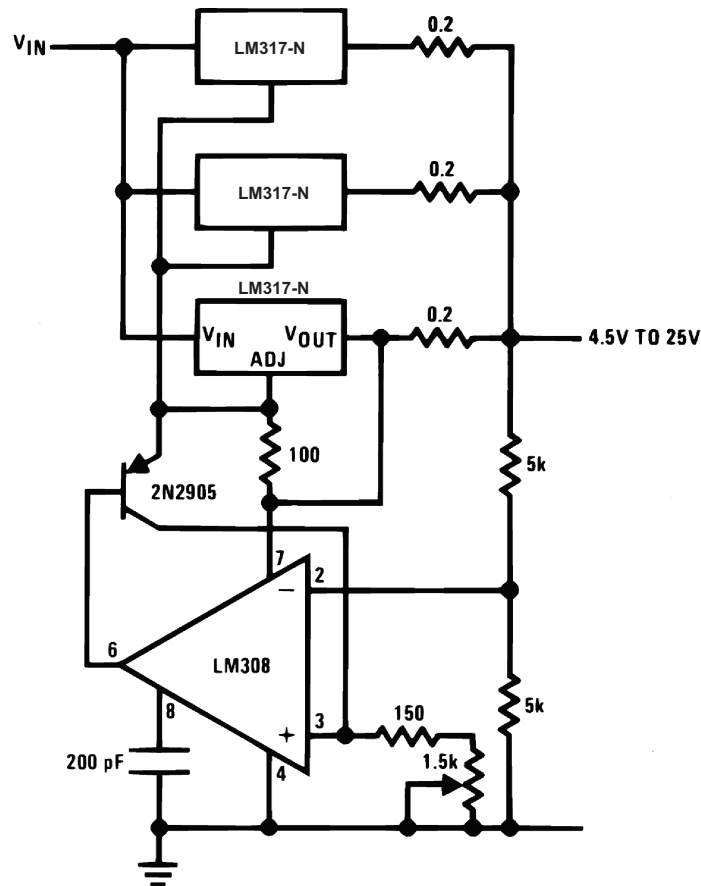 0.2
VIN
LM317-N
0.2
LM317-N
LM317-N
0.2
VIN
VOUT
4.5V TO 25V
ADJ
100
5k
2N2905
7
2
−
6
LM308
8
5k
3
150
+
1.5k
200 pF
4